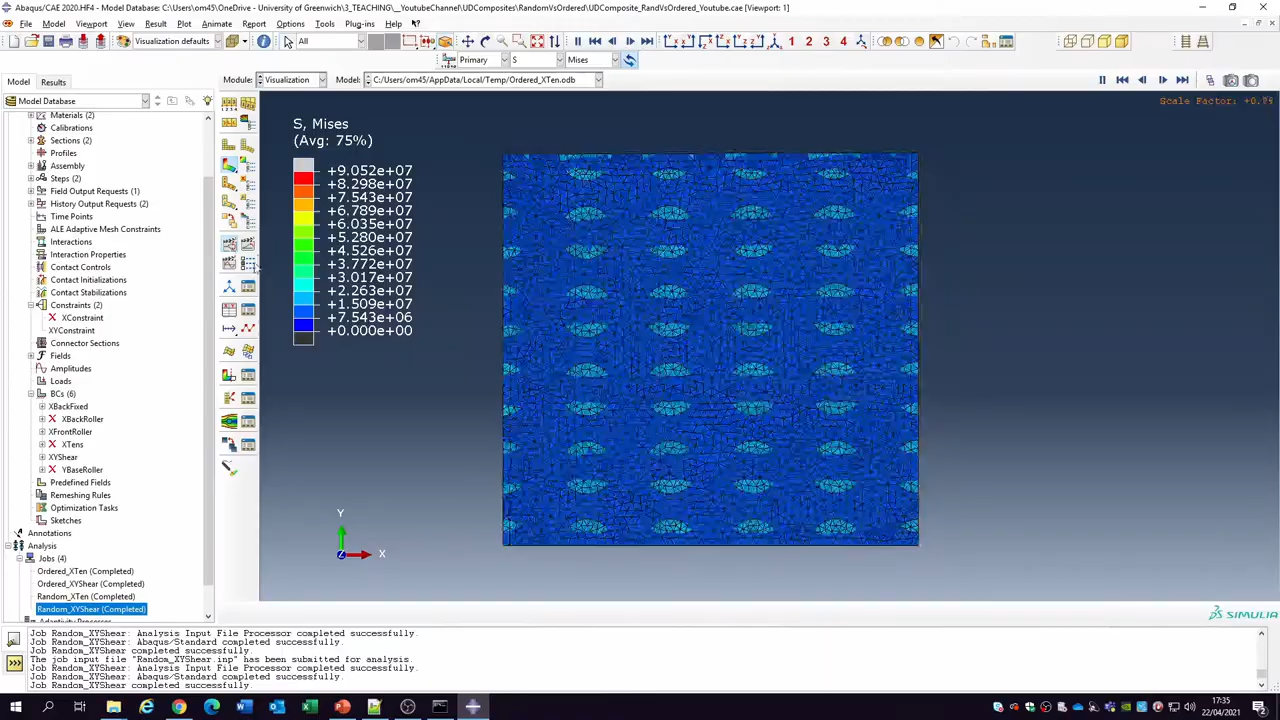 Abaqus/CAE 2020.HF4 - Model Database: C:\Users\om45\OneDrive - University of Greenwich\3_TEACHING\__YoutubeChannel\UDComposites\RandomVsOrdered\UDComposite_RandVsOrdered_Youtube.cae [Viewport: 1]
File Model Viewport View Result Plot Animate Report Options Tools Plug-ins Help
Visualization defaults
All
1 2 3 4
Primary S Mises
Model Results
Module: Visualization Model: C:/Users/om45/AppData/Local/Temp/Ordered_XTen.odb
Model Database
Materials (2)
Calibrations
Sections (2)
Profiles
Assembly
Steps (2)
Field Output Requests (1)
History Output Requests (2)
Time Points
ALE Adaptive Mesh Constraints
Interactions
Interaction Properties
Contact Controls
Contact Initializations
Contact Stabilizations
Constraints (2)
XConstraint
XYConstraint
Connector Sections
Fields
Amplitudes
Loads
BCs (6)
XBackFixed
XBackRoller
XFrontRoller
XTens
XYShear
YBaseRoller
Predefined Fields
Remeshing Rules
Optimization Tasks
Sketches
Annotations
Analysis
Jobs (4)
Ordered_XTen (Completed)
Ordered_XYShear (Completed)
Random_XTen (Completed)
Random_XYShear (Completed)
Adaptivity Processes
S, Mises
(Avg: 75%)
+9.052e+07
+8.298e+07
+7.543e+07
+6.789e+07
+6.035e+07
+5.280e+07
+4.526e+07
+3.772e+07
+3.017e+07
+2.263e+07
+1.509e+07
+7.543e+06
+0.000e+00
Y
Z X
Scale Factor:
SIMULIA
Job Random_XYShear: Analysis Input File Processor completed successfully.
Job Random_XYShear: Abaqus/Standard completed successfully.
Job Random_XYShear completed successfully.
The job input file "Random_XYShear.inp" has been submitted for analysis.
Job Random_XYShear: Analysis Input File Processor completed successfully.
Job Random_XYShear: Abaqus/Standard completed successfully.
Job Random_XYShear completed successfully.
17:35
22/04/2021